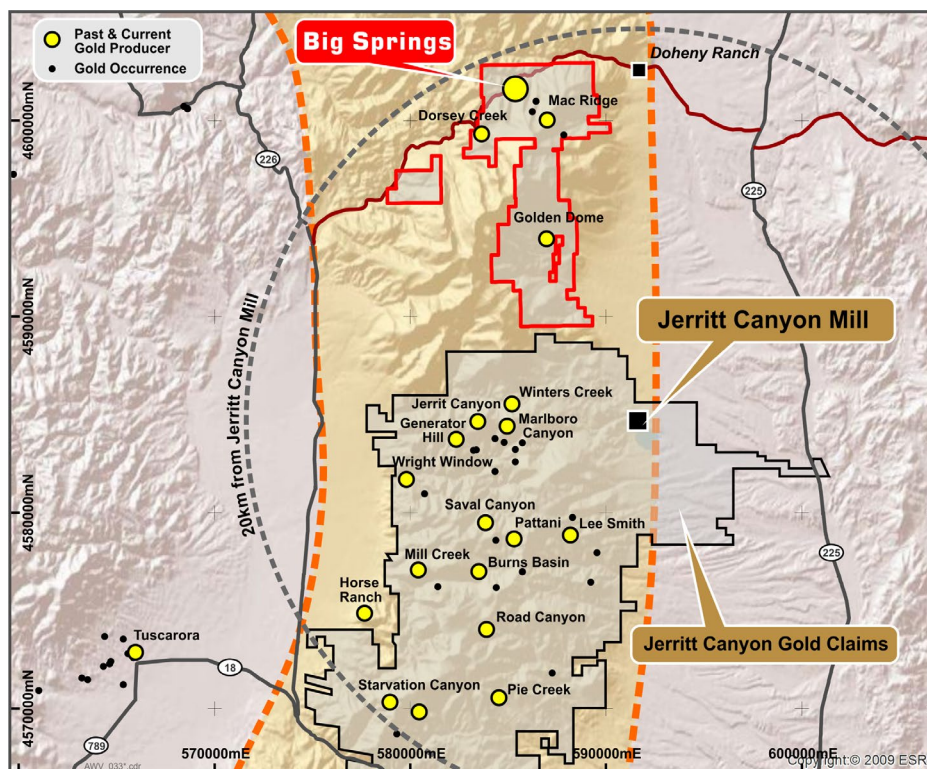 Past & Current
Gold Producer
Gold Occurrence
Big Springs
Doheny Ranch
Mac Ridge
Dorsey Creek
226
225
Golden Dome
4600000mN
4590000mN
4580000mN
4570000mN
20km from Jerritt Canyon Mill
Jerritt Canyon Mill
Winters Creek
Jerrit Canyon
Marlboro
Canyon
Generator
Hill
Wright Window
Saval Canyon
Pattani
Lee Smith
Mill Creek
Burns Basin
225
Horse
Ranch
Road Canyon
Tuscarora
Jerritt Canyon Gold Claims
18
Starvation Canyon
Pie Creek
789
570000mE
580000mE
590000mE
600000mE
AWV_033*.cdr
Copyright:© 2009 ESR